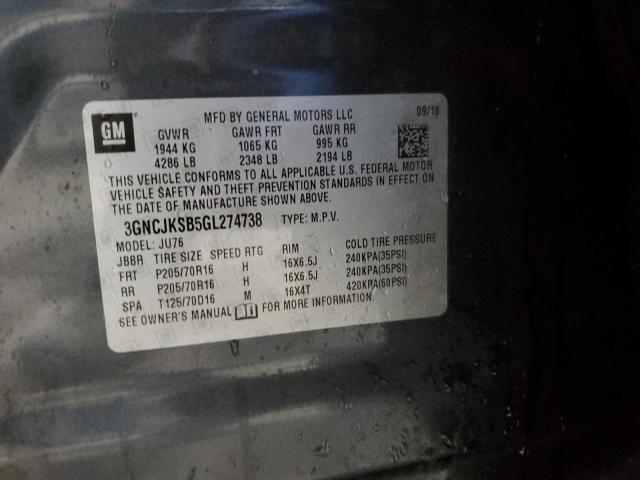 GM
MFD BY GENERAL MOTORS LLC 09/16
GVWR GAWR FRT GAWR RR
1944 KG 1065 KG 995 KG
4286 LB 2348 LB 2194 LB
THIS VEHICLE CONFORMS TO ALL APPLICABLE U.S. FEDERAL MOTOR
VEHICLE SAFETY AND THEFT PREVENTION STANDARDS IN EFFECT ON
THE DATE OF MANUFACTURE SHOWN ABOVE.
3GNCJKSB5GL274738 TYPE: M.P.V.
MODEL: JU76
JBBR TIRE SIZE SPEED RTG RIM COLD TIRE PRESSURE
FRT P205/70R16 H 16X6.5J 240KPA(35PSI)
RR P205/70R16 H 16X6.5J 240KPA(35PSI)
SPA T125/70D16 M 16X4T 420KPA(60PSI)
SEE OWNER'S MANUAL FOR MORE INFORMATION.